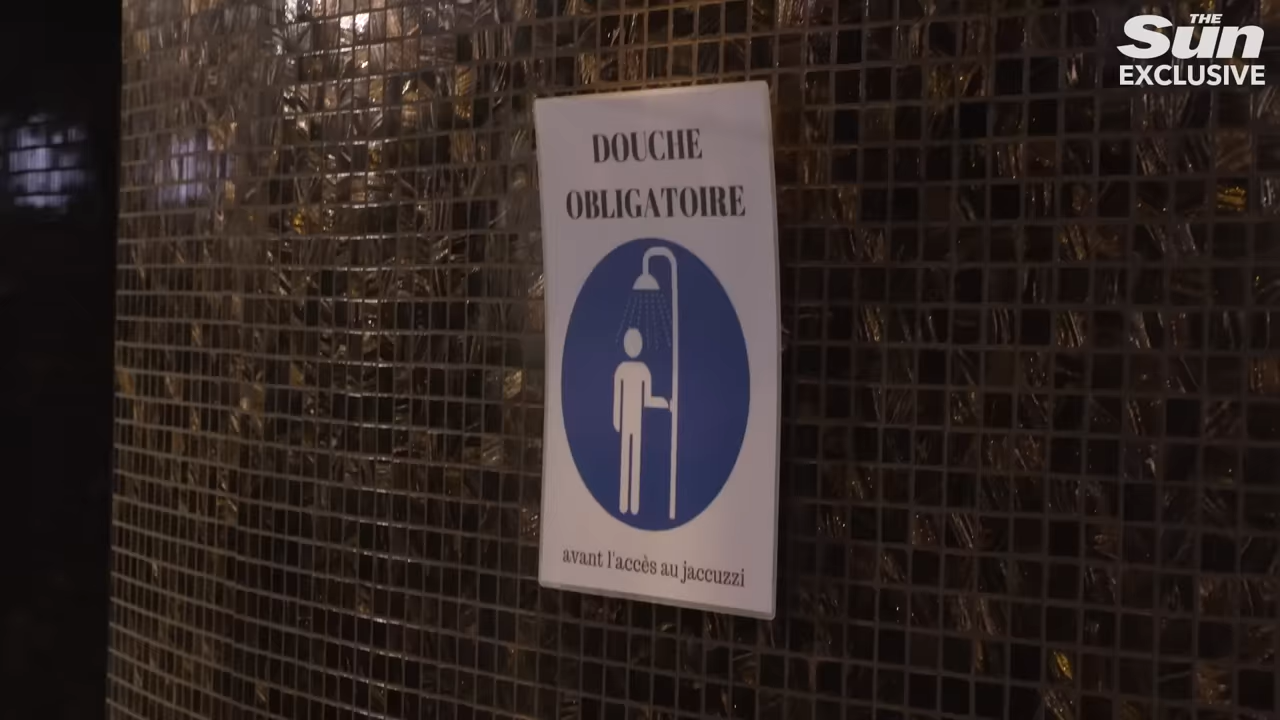 THE
Sun
EXCLUSIVE
DOUCHE
OBLIGATOIRE
avant l'accès au jaccuzzi